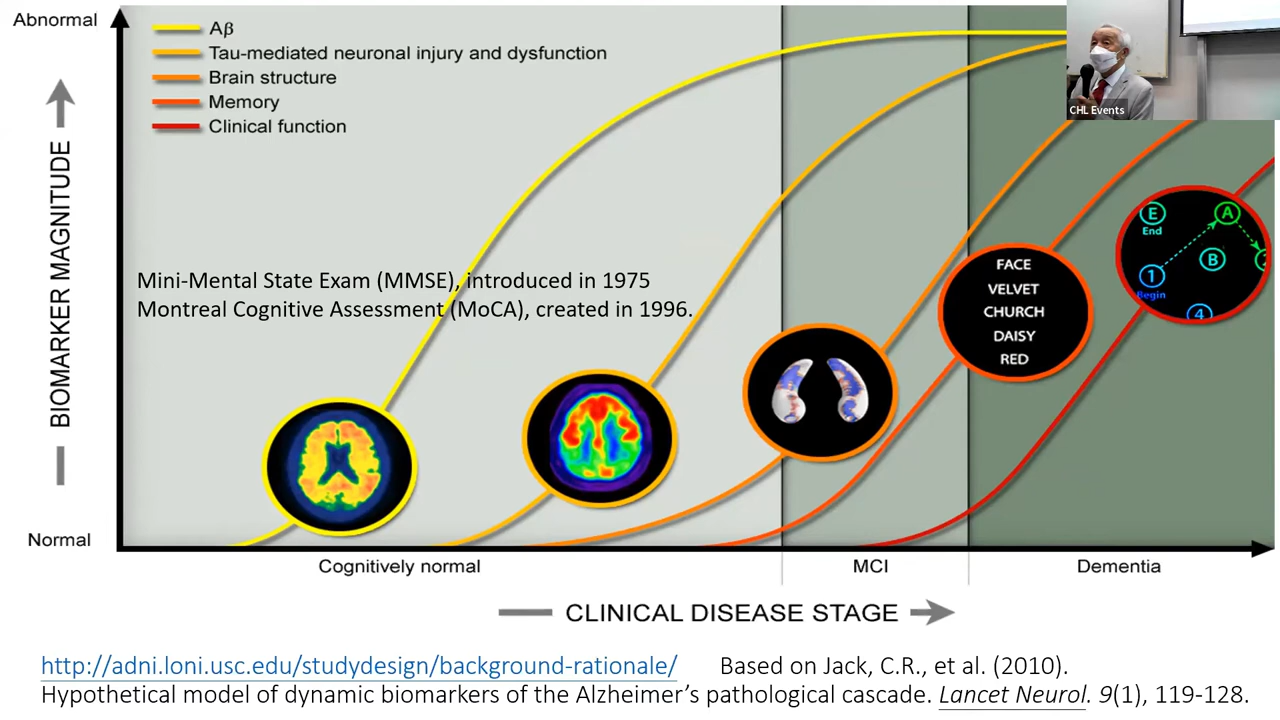 Abnormal
Aβ
Tau-mediated neuronal injury and dysfunction
Brain structure
Memory
Clinical function
CHL Events
BIOMARKER MAGNITUDE
Mini-Mental State Exam (MMSE), introduced in 1975
Montreal Cognitive Assessment (MoCA), created in 1996.
FACE
VELVET
CHURCH
DAISY
RED
E
End
A
B
2
1
Begin
4
Normal
Cognitively normal
MCI
Dementia
CLINICAL DISEASE STAGE
http://adni.loni.usc.edu/studydesign/background-rationale/ Based on Jack, C.R., et al. (2010).
Hypothetical model of dynamic biomarkers of the Alzheimer’s pathological cascade. Lancet Neurol. 9(1), 119-128.